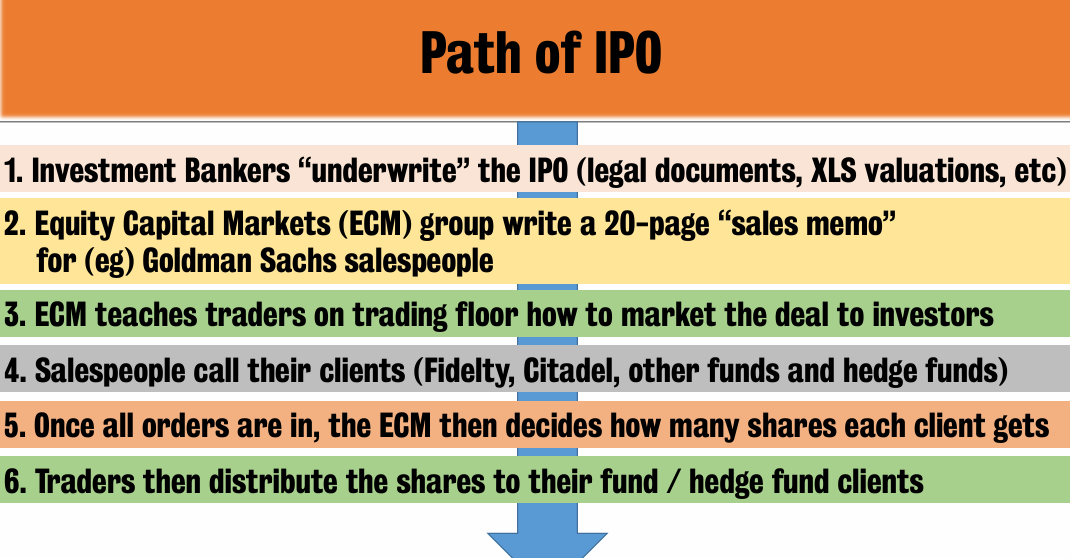 Path of IPO
1. Investment Bankers “underwrite” the IPO (legal documents, XLS valuations, etc)
2. Equity Capital Markets (ECM) group write a 20-page “sales memo”
for (eg) Goldman Sachs salespeople
3. ECM teaches traders on trading floor how to market the deal to investors
4. Salespeople call their clients (Fidelty, Citadel, other funds and hedge funds)
5. Once all orders are in, the ECM then decides how many shares each client gets
6. Traders then distribute the shares to their fund / hedge fund clients